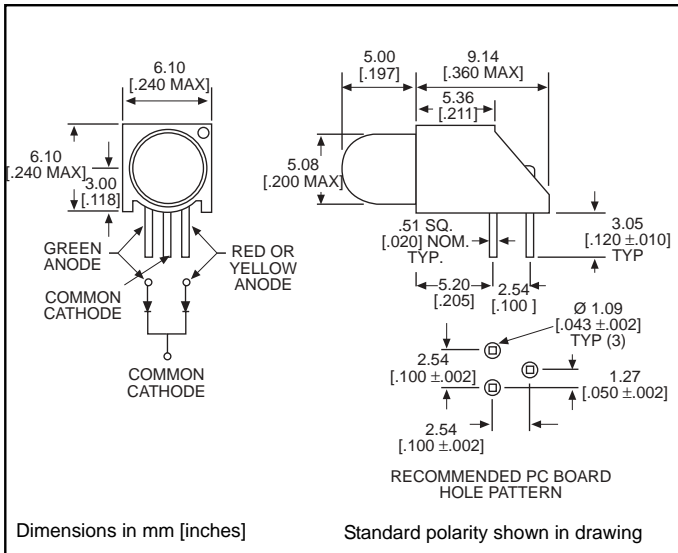 6.10
[.240 MAX]
6.10
[.240 MAX]
3.00
[.118]
GREEN
ANODE
RED OR
YELLOW
ANODE
COMMON
CATHODE
COMMON
CATHODE
5.00
[.197]
9.14
[.360 MAX]
5.36
[.211]
5.08
[.200 MAX]
.51 SQ.
[.020] NOM.
TYP.
3.05
[.120 ±.010]
TYP
5.20
[.205]
2.54
[.100 ]
Ø 1.09
[.043 ±.002]
TYP (3)
2.54
[.100 ±.002]
1.27
[.050 ±.002]
2.54
[.100 ±.002]
RECOMMENDED PC BOARD
HOLE PATTERN
Dimensions in mm [inches]
Standard polarity shown in drawing